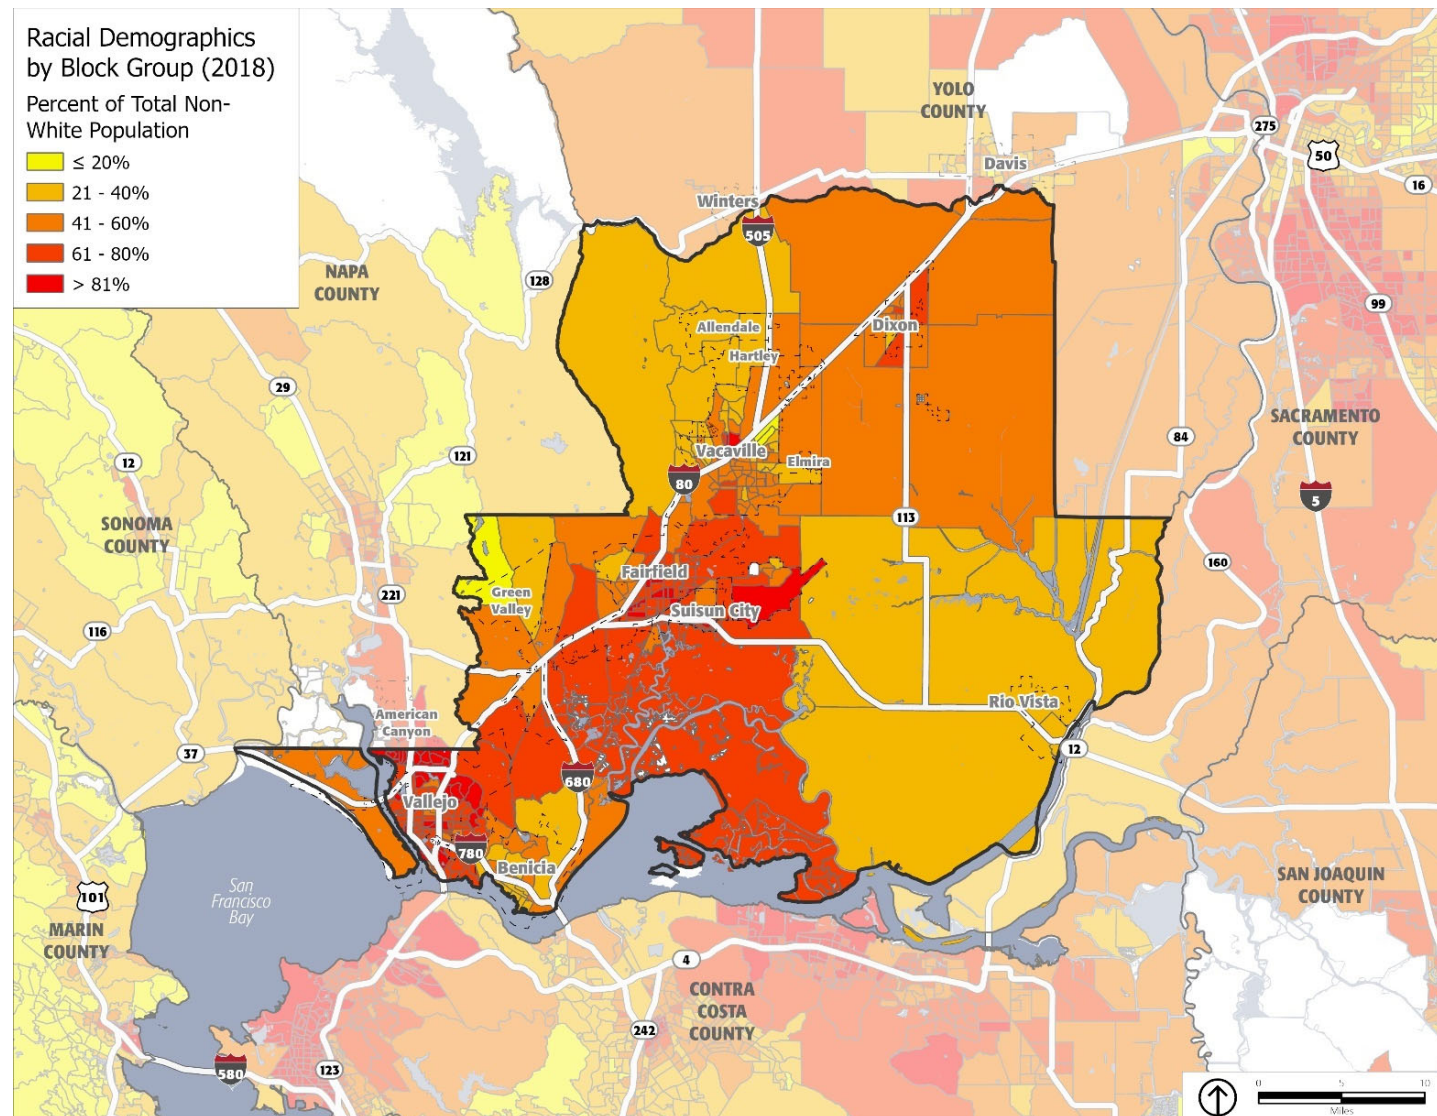 Racial Demographics
by Block Group (2018)
Percent of Total Non-
White Population
≤ 20%
21 - 40%
41 - 60%
61 - 80%
> 81%
YOLO
COUNTY
275
50
Davis
16
Winters
505
NAPA
COUNTY
128
99
Allendale
Dixon
Hartley
29
SACRAMENTO
COUNTY
84
121
Vacaville
12
Elmira
80
5
SONOMA
COUNTY
113
160
Fairfield
Green
Valley
221
Suisun City
116
Rio Vista
American
Canyon
12
37
680
Vallejo
780
Benicia
San
Francisco
Bay
101
MARIN
COUNTY
SAN JOAQUIN
COUNTY
4
CONTRA
COSTA
COUNTY
242
580
123
0
5
10
Miles